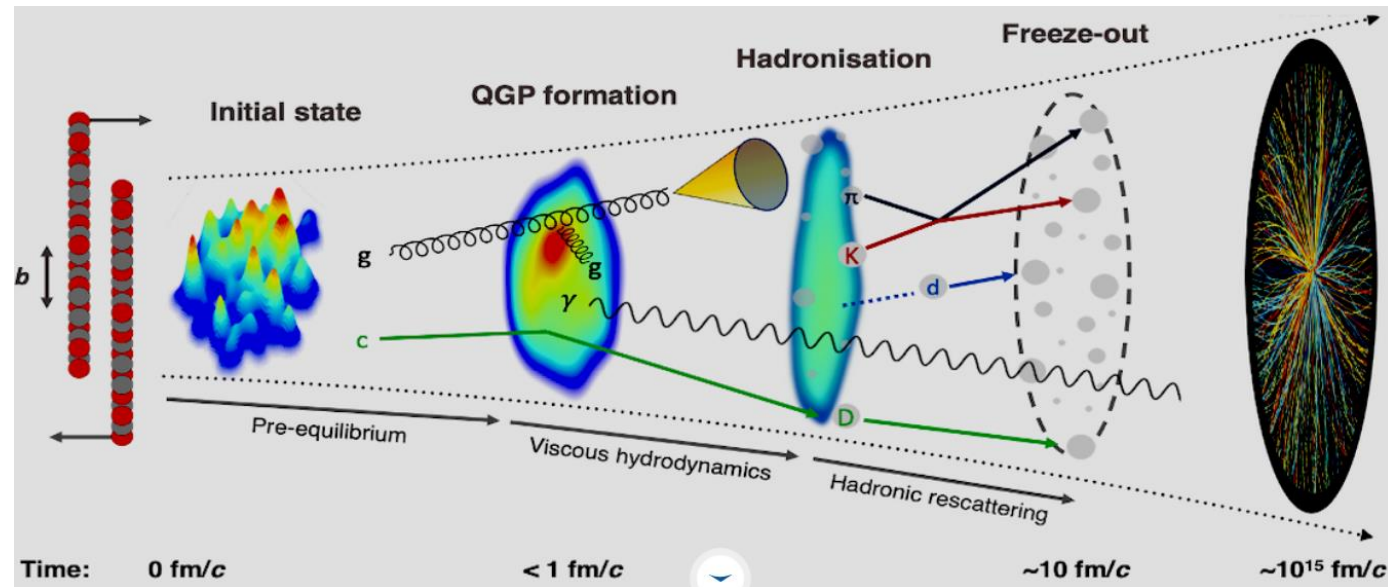 Freeze-out
Hadronisation
QGP formation
Initial state
b
g
g
γ
c
π
K
d
D
Pre-equilibrium
Viscous hydrodynamics
Hadronic rescattering
Time: 0 fm/c < 1 fm/c ~10 fm/c ~10¹⁵ fm/c